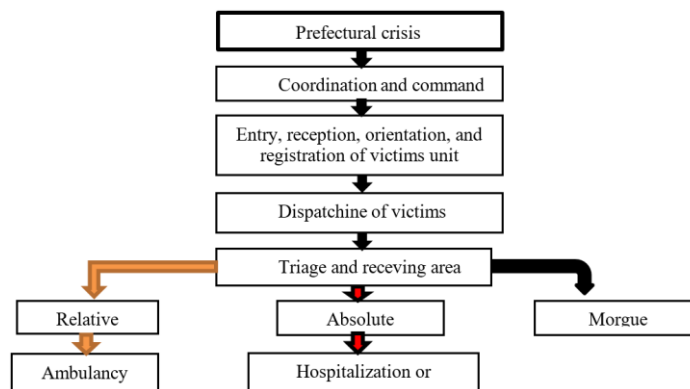 Prefectural crisis
Coordination and command
Entry, reception, orientation, and
registration of victims unit
Dispatchine of victims
Triage and receving area
Relative
Absolute
Morgue
Ambulancy
Hospitalization or